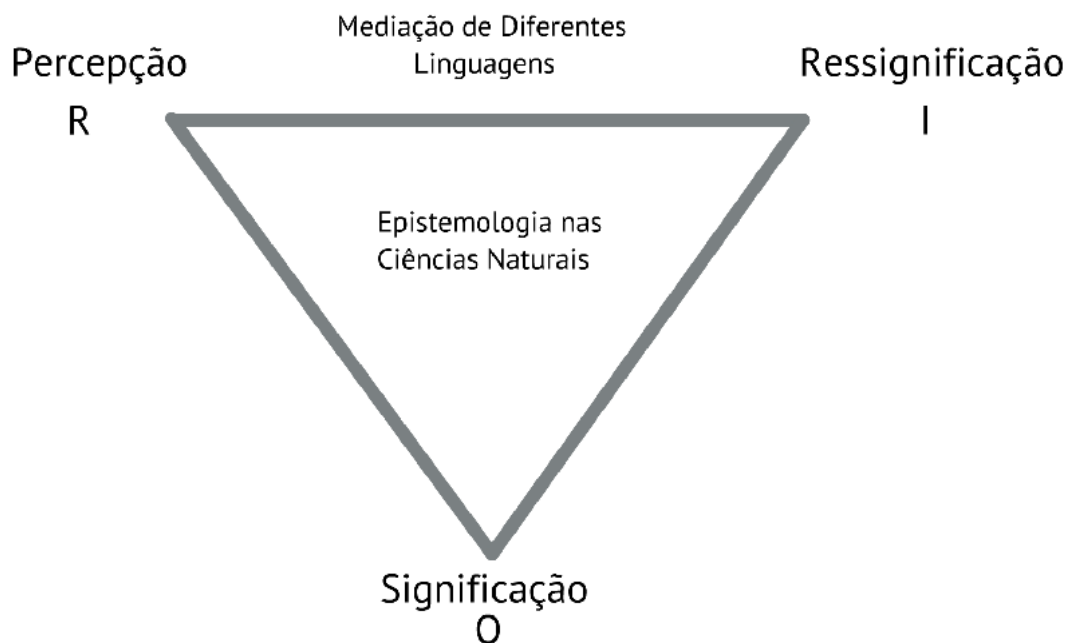 Mediação de Diferentes
Linguagens
Percepção
R
Ressignificação
I
Epistemologia nas
Ciências Naturais
Significação
O